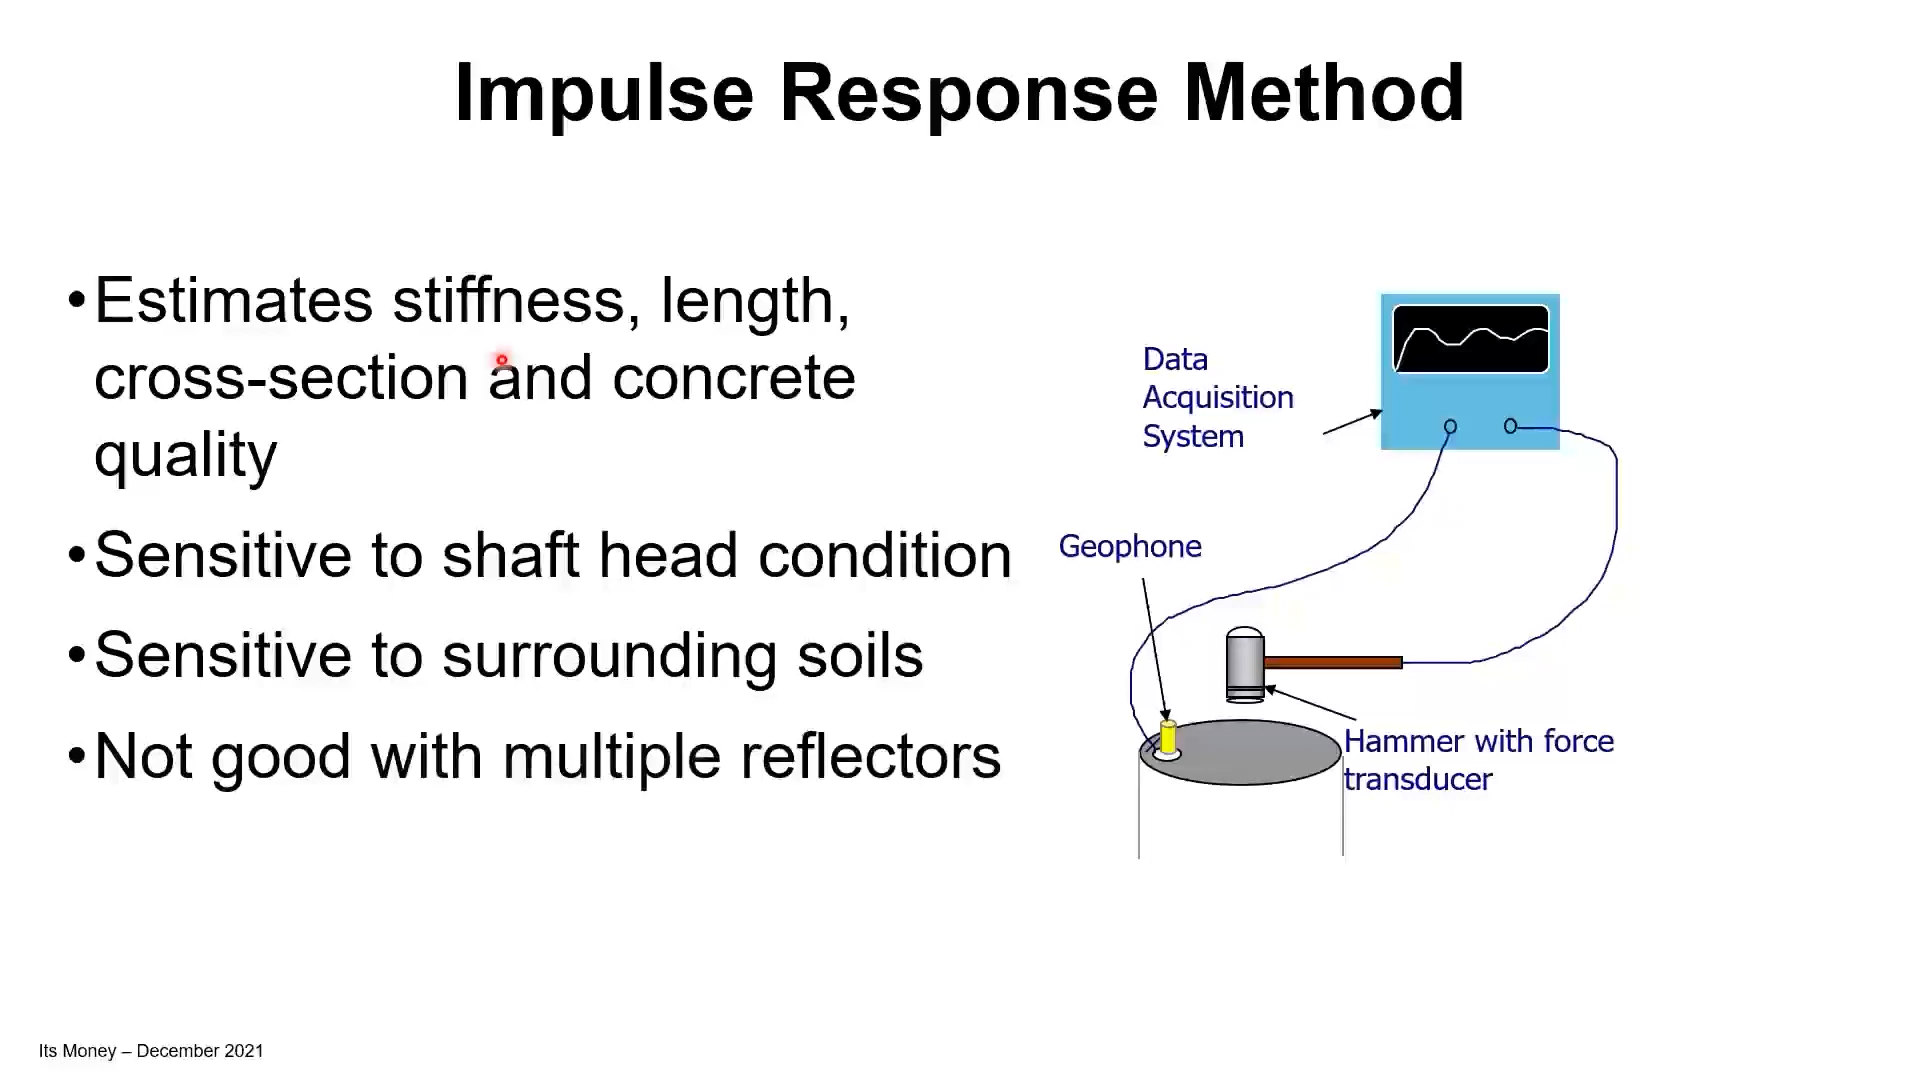 Impulse Response Method
•Estimates stiffness, length,
cross-section and concrete
quality
•Sensitive to shaft head condition
•Sensitive to surrounding soils
•Not good with multiple reflectors
Data
Acquisition
System
Geophone
Hammer with force
transducer
Its Money – December 2021